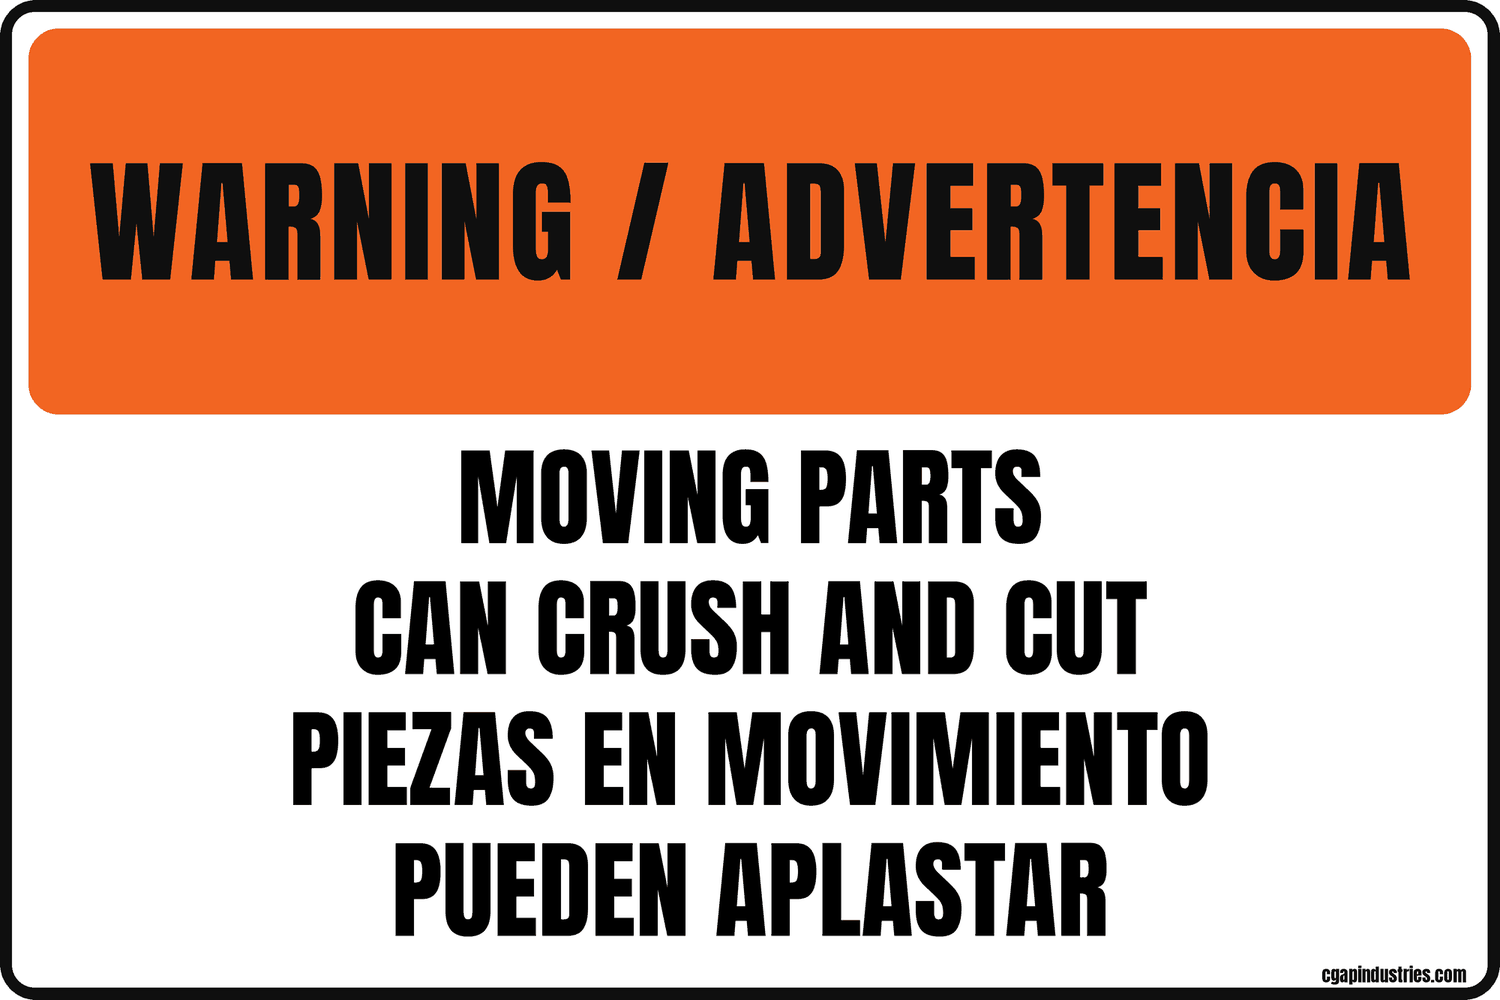 WARNING / ADVERTENCIA
MOVING PARTS
CAN CRUSH AND CUT
PIEZAS EN MOVIMIENTO
PUEDEN APLASTAR
cgapindustries.com